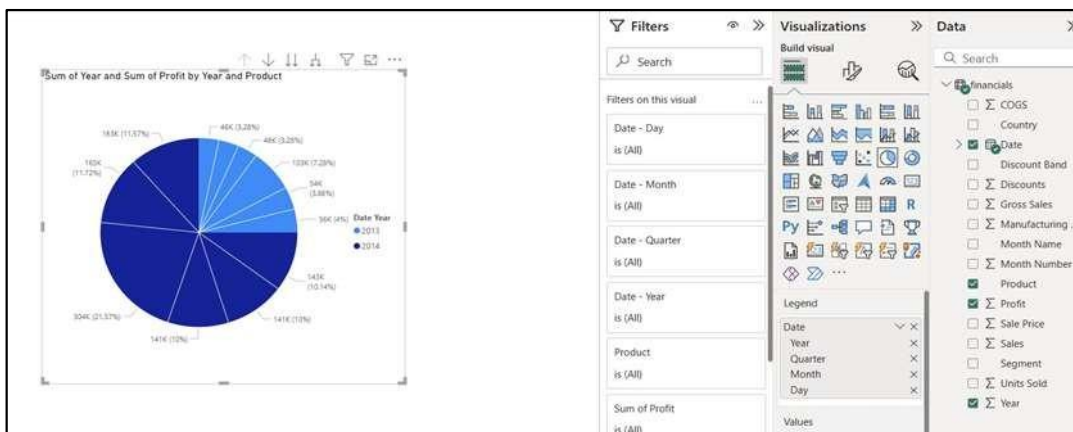 Sum of Year and Sum of Profit by Year and Product
163K (11.57%)
165K
(11.72%)
304K (21.57%)
141K (10%)
141K (10%)
143K
(10.14%)
56K (4%)
54K
(3.86%)
103K (7.28%)
46K (3.28%)
46K (3.28%)
Date Year
2013
2014
Filters
Search
Filters on this visual
...
Date - Day
is (All)
Date - Month
is (All)
Date - Quarter
is (All)
Date - Year
is (All)
Product
is (All)
Sum of Profit
is (All)
Visualizations
Build visual
R
Py
...
Legend
Date
Year
Quarter
Month
Day
Values
Data
Search
financials
COGS
Country
Date
Discount Band
Discounts
Gross Sales
Manufacturing ..
Month Name
Month Number
Product
Profit
Sale Price
Sales
Segment
Units Sold
Year